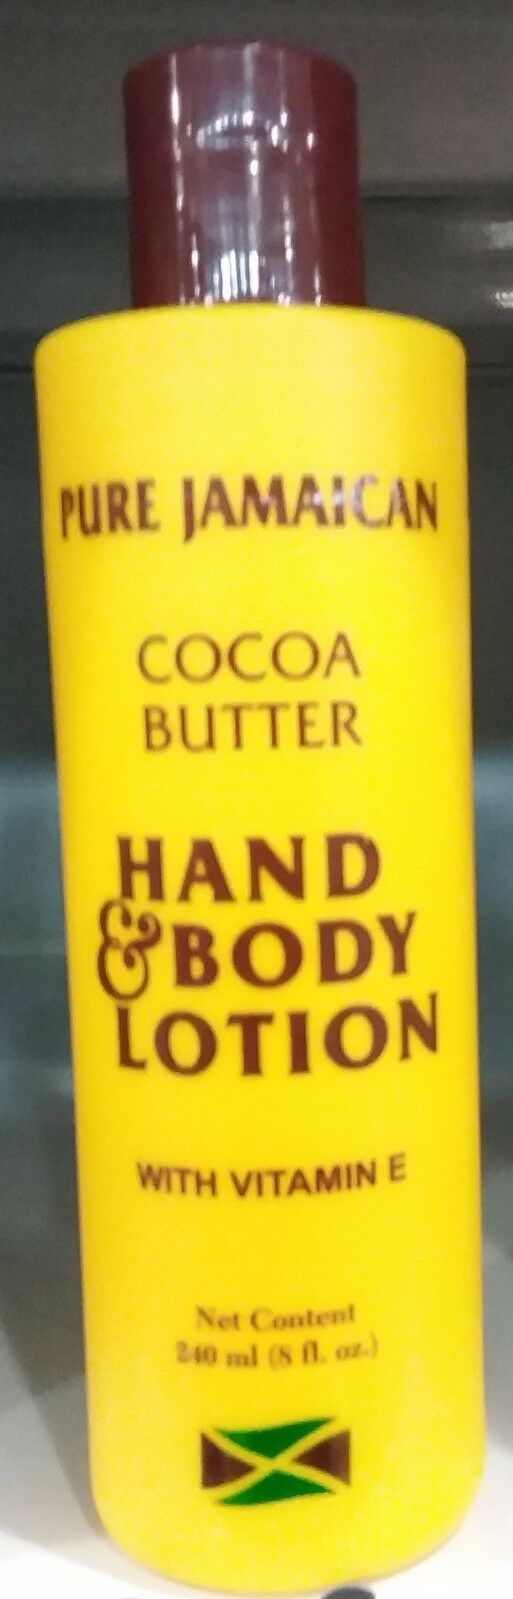 PURE JAMAICAN
COCOA
BUTTER
HAND
& BODY
LOTION
WITH VITAMIN E
Net Content
240 ml (8 fl. oz.)